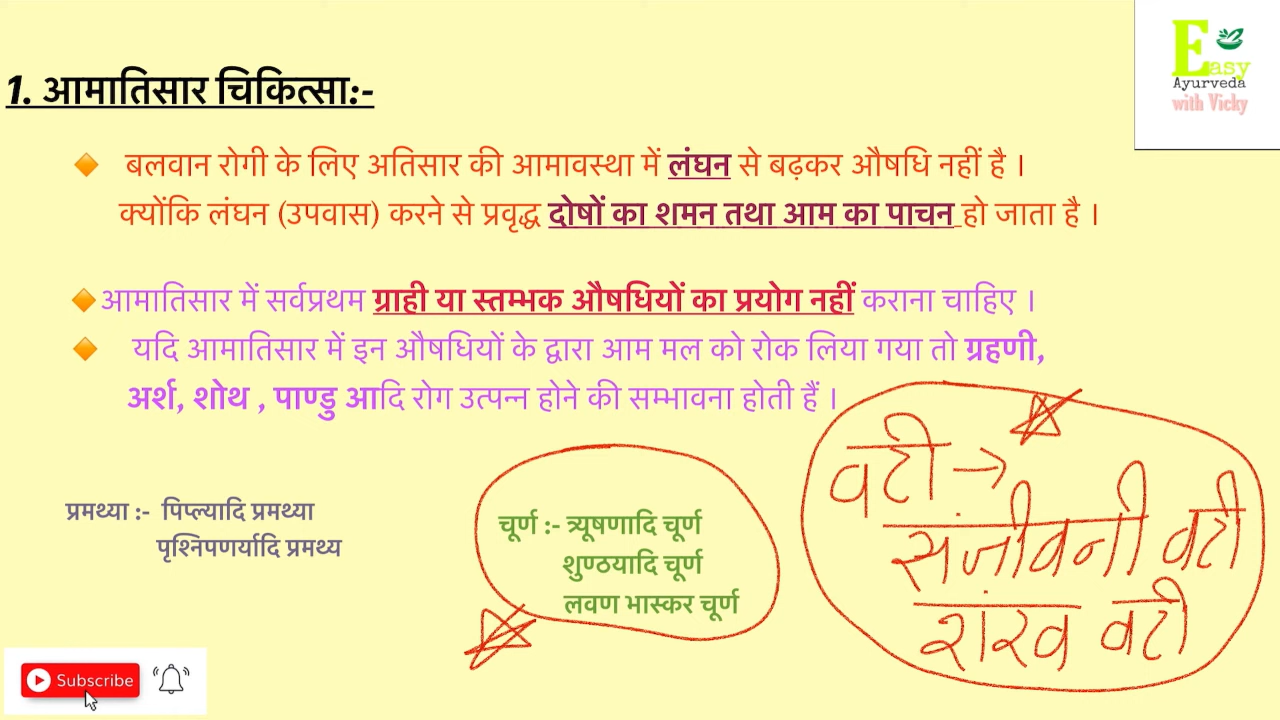 Easy
Ayurveda
with Vicky
1. आमातिसार चिकित्सा:-
बलवान रोगी के लिए अतिसार की आमावस्था में लंघन से बढ़कर औषधि नहीं है ।
क्योंकि लंघन (उपवास) करने से प्रवृद्ध दोषों का शमन तथा आम का पाचन हो जाता है ।
आमातिसार में सर्वप्रथम ग्राही या स्तम्भक औषधियों का प्रयोग नहीं कराना चाहिए ।
यदि आमातिसार में इन औषधियों के द्वारा आम मल को रोक लिया गया तो ग्रहणी,
अर्श, शोथ , पाण्डु आदि रोग उत्पन्न होने की सम्भावना होती हैं ।
प्रमथ्या :- पिप्ल्यादि प्रमथ्या
पृश्निपणर्यादि प्रमथ्य
चूर्ण :- त्र्यूषणादि चूर्ण
शुण्ठयादि चूर्ण
लवण भास्कर चूर्ण
वटी →
संजीवनी वटी
शंख वटी
Subscribe